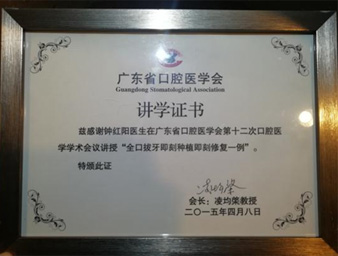 广东省口腔医学会
Guangdong Stomatological Association
讲学证书
兹感谢钟红阳医生在广东省口腔医学会第十二次口腔医
学学术会议讲授“全口拔牙即刻种植即刻修复一例”。
特颁此证
凌均棨
会长：凌均棨教授
二〇一五年四月八日